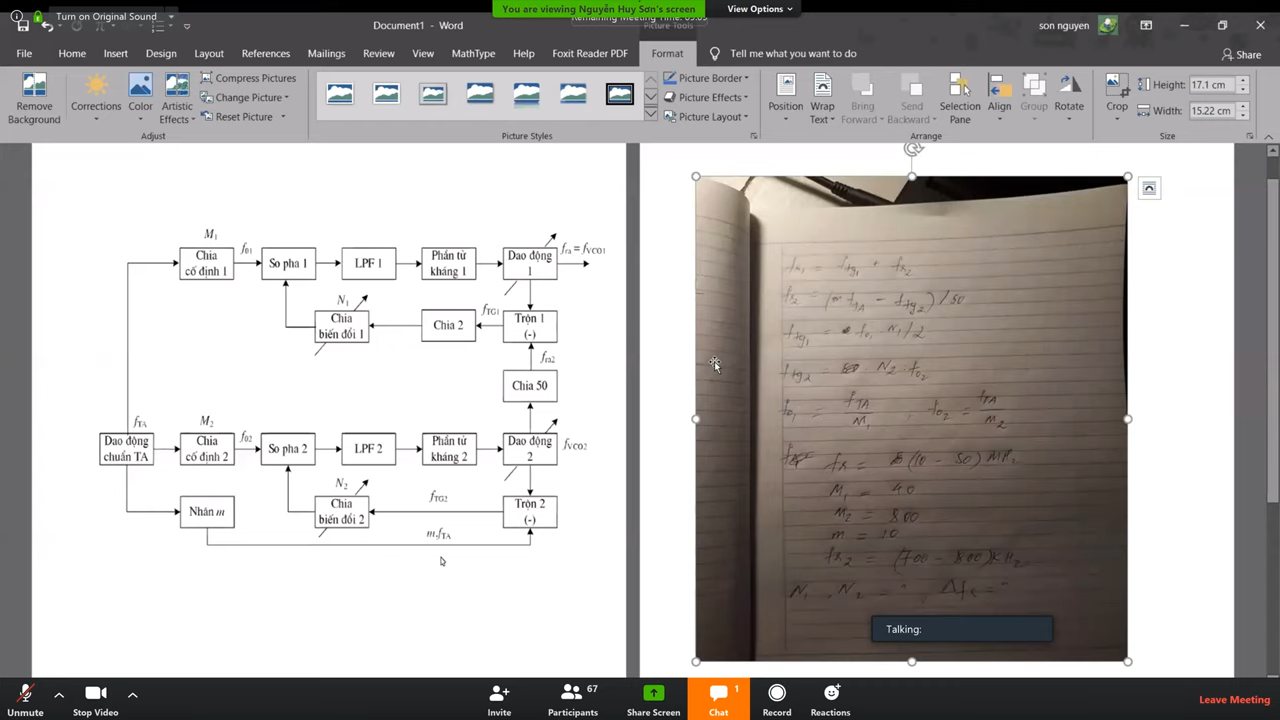 Turn on Original Sound
You are viewing Nguyễn Huy Sơn's screen
View Options
Document1 - Word
Picture Tools
son nguyen
File Home Insert Design Layout References Mailings Review View MathType Help Foxit Reader PDF Format Tell me what you want to do Share
Remove Background
Corrections
Color
Artistic Effects
Compress Pictures
Change Picture
Reset Picture
Picture Border
Picture Effects
Picture Layout
Position
Wrap Text
Bring Forward
Send Backward
Selection Pane
Align
Group
Rotate
Crop
Height: 17.1 cm
Width: 15.22 cm
Adjust
Picture Styles
Arrange
Size
M1
Chia cố định 1
f01
So pha 1
LPF 1
Phần tử kháng 1
Dao động 1
fra = fVCO1
N1
Chia biến đổi 1
Chia 2
fTG1
Trộn 1 (-)
fra2
Chia 50
fTA
Dao động chuẩn TA
M2
Chia cố định 2
f02
So pha 2
LPF 2
Phần tử kháng 2
Dao động 2
fVCO2
Nhân m
N2
Chia biến đổi 2
fTG2
Trộn 2 (-)
m.fTA
M1 = 40
M2 = 800
m = 10
Talking:
Unmute
Stop Video
Invite
67
Participants
Share Screen
1
Chat
Record
Reactions
Leave Meeting